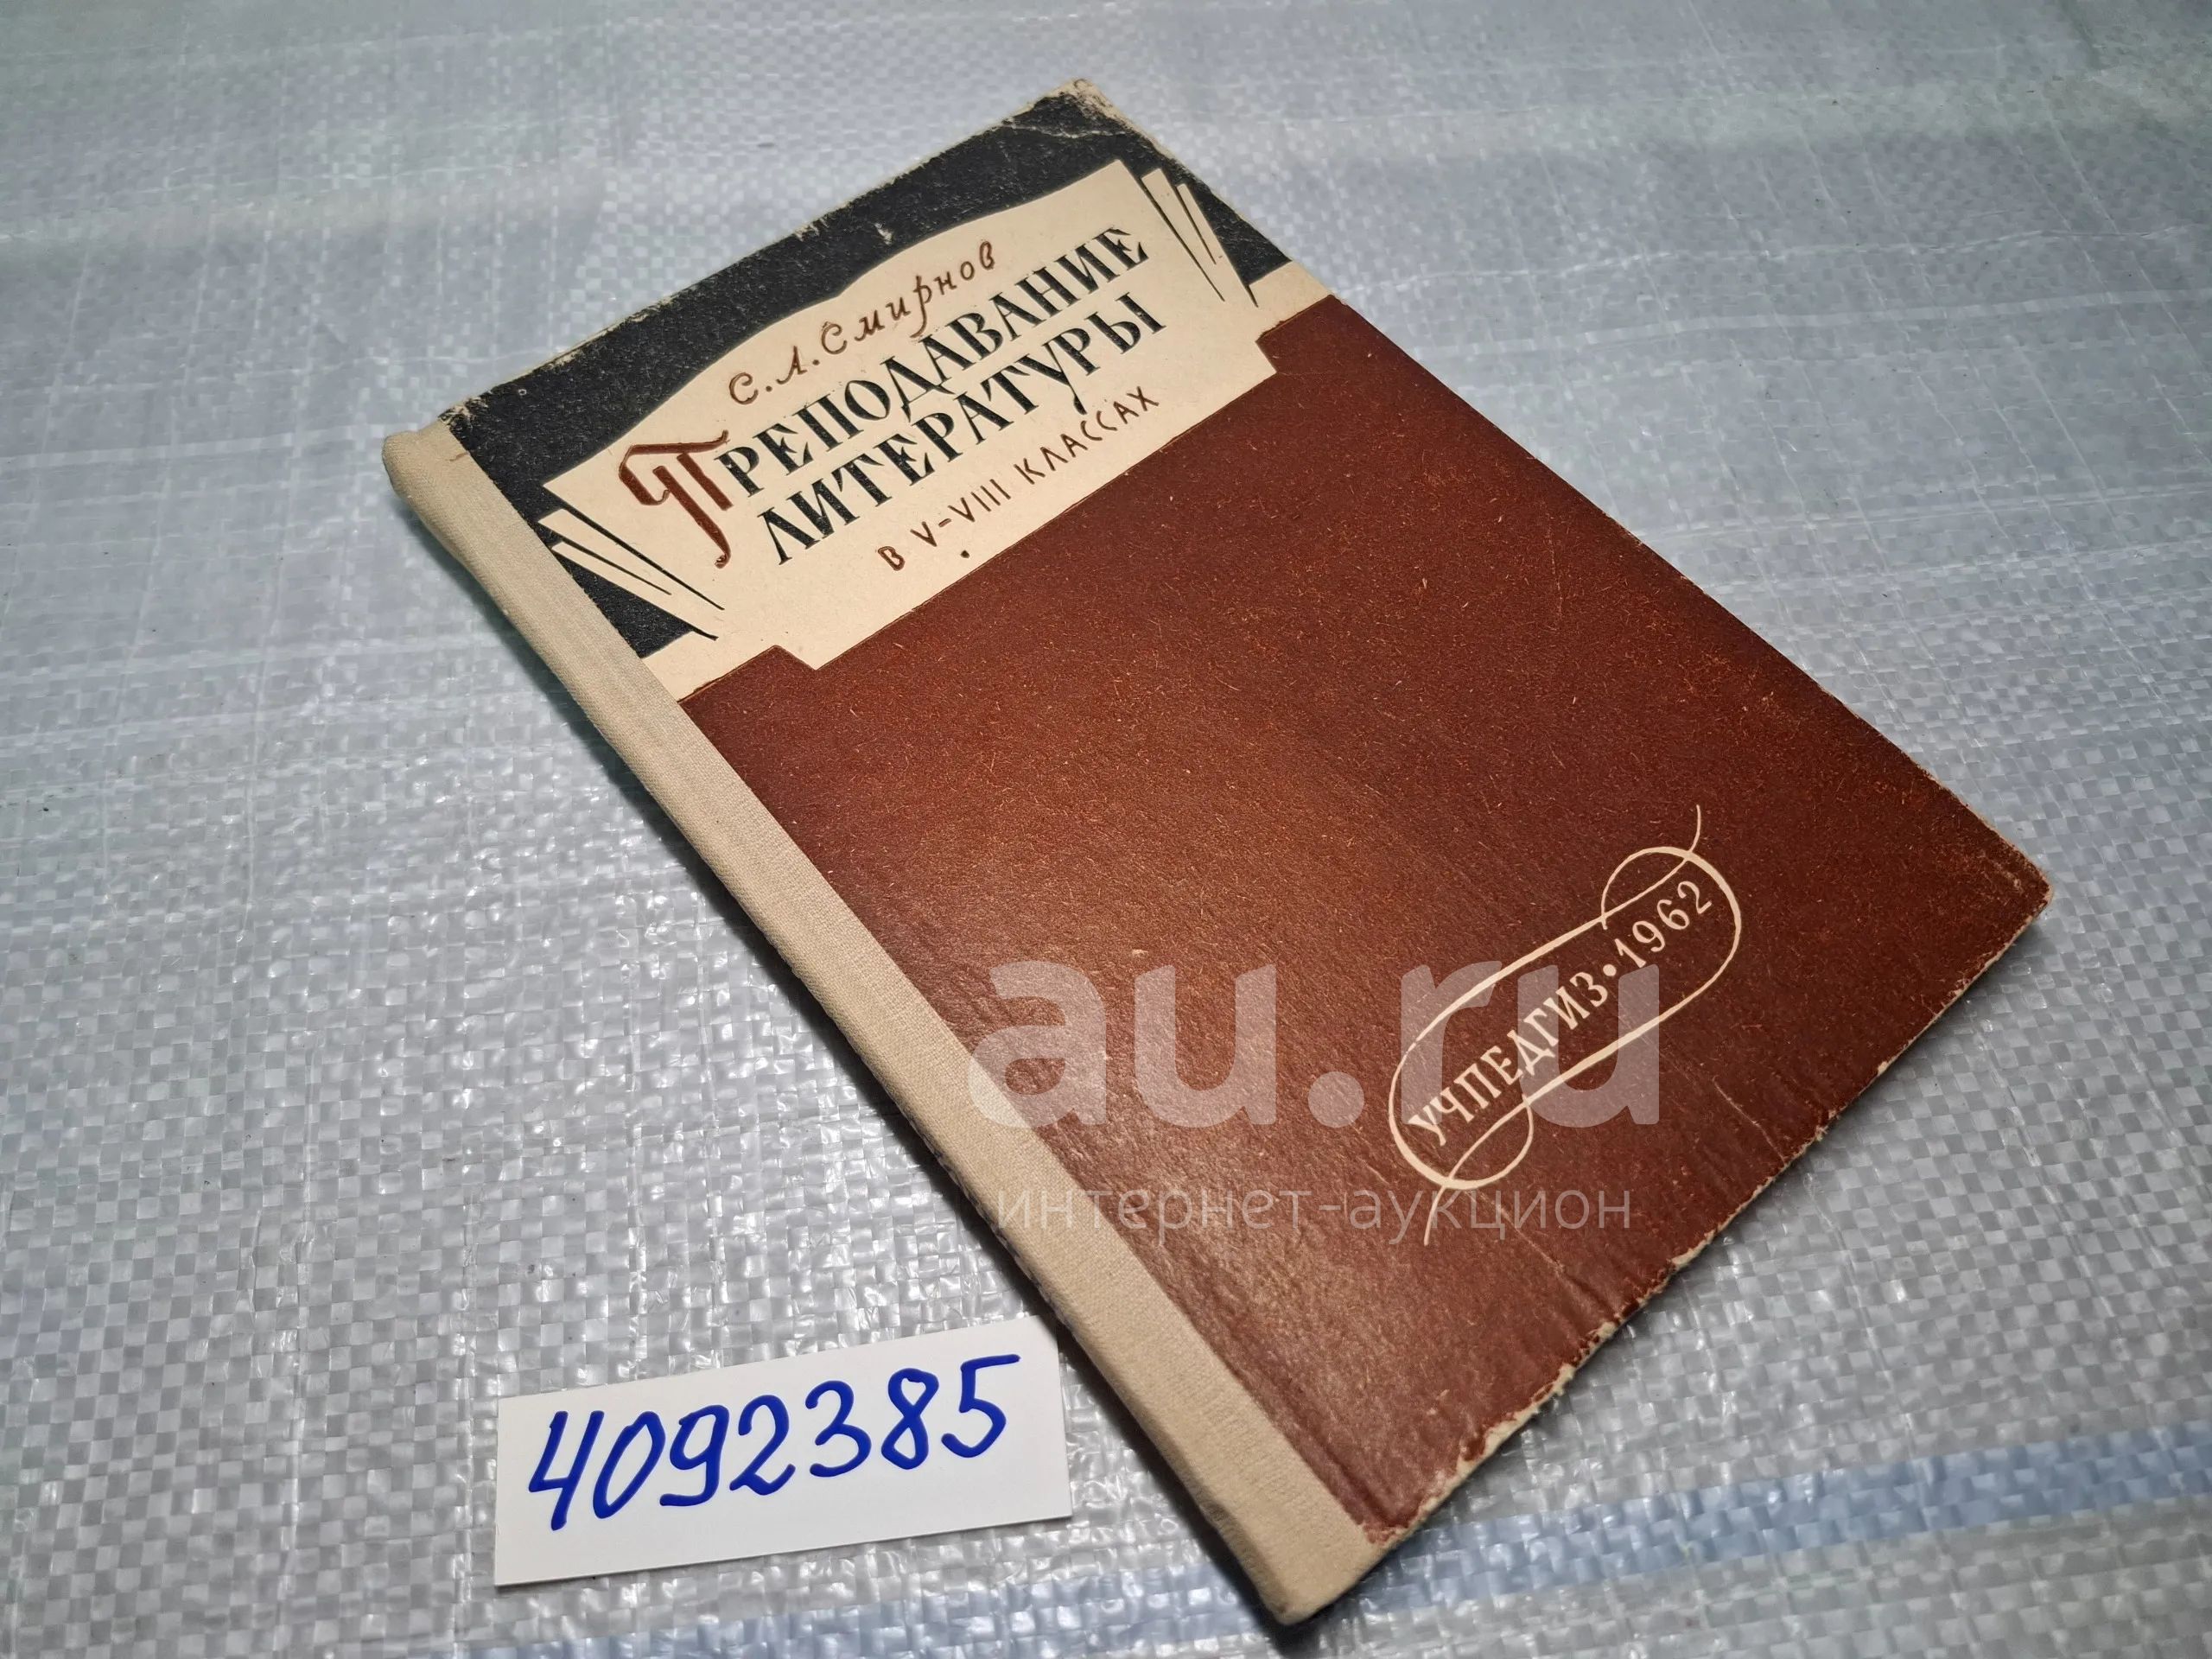 С. Л. Смирнов
ПРЕПОДАВАНИЕ
ЛИТЕРАТУРЫ
В V-VIII КЛАССАХ
УЧПЕДГИЗ • 1962
au.ru
интернет-аукцион
4092385